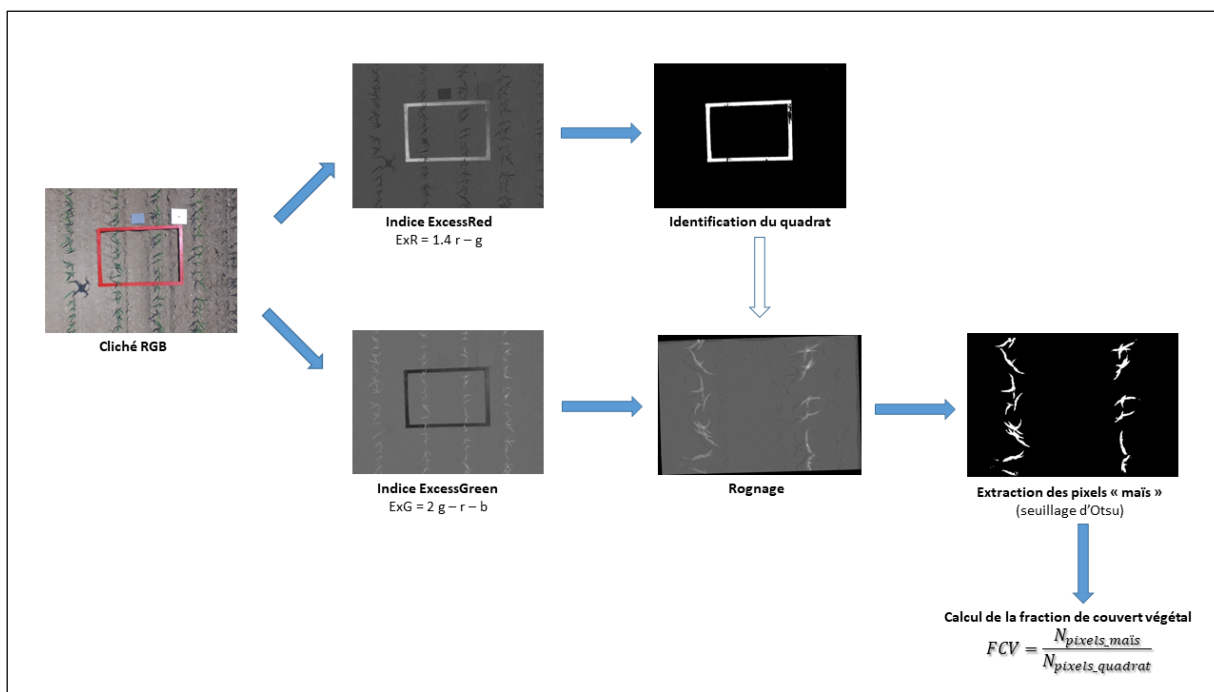 Cliché RGB
Indice ExcessRed
ExR = 1.4 r – g
Identification du quadrat
Indice ExcessGreen
ExG = 2 g – r – b
Rognage
Extraction des pixels « maïs »
(seuillage d’Otsu)
Calcul de la fraction de couvert végétal
FCV = N_pixels_maïs / N_pixels_quadrat